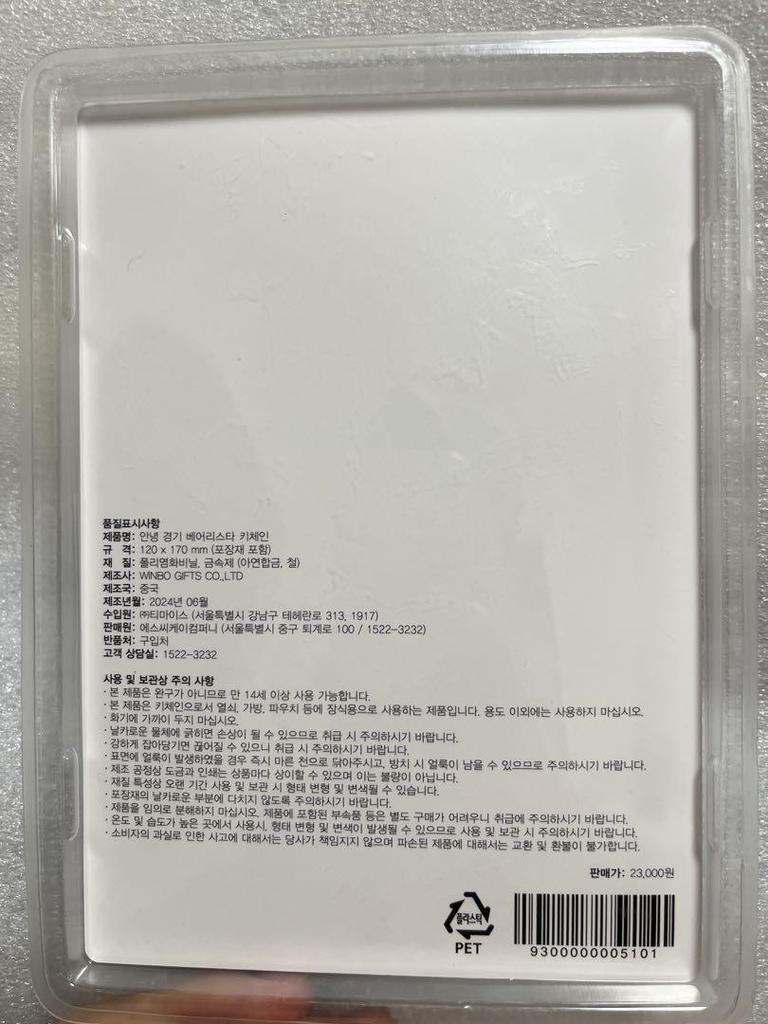 품질표시사항
제품명: 안녕 경기 베어리스타 키체인
규 격: 120 x 170 mm (포장재 포함)
재 질: 폴리염화비닐, 금속제 (아연합금, 철)
제조사: WINBO GIFTS CO.,LTD
제조국: 중국
제조년월: 2024년 06월
수입원: ㈜티마이스 (서울특별시 강남구 테헤란로 313, 1917)
판매원: 에스씨케이컴퍼니 (서울특별시 중구 퇴계로 100 / 1522-3232)
반품처: 구입처
고객 상담실: 1522-3232
사용 및 보관상 주의 사항
· 본 제품은 완구가 아니므로 만 14세 이상 사용 가능합니다.
· 본 제품은 키체인으로서 열쇠, 가방, 파우치 등에 장식용으로 사용하는 제품입니다. 용도 이외에는 사용하지 마십시오.
· 화기에 가까이 두지 마십시오.
· 날카로운 물체에 긁히면 손상이 될 수 있으므로 취급 시 주의하시기 바랍니다.
· 강하게 잡아당기면 끊어질 수 있으니 취급 시 주의하시기 바랍니다.
· 표면에 얼룩이 발생하였을 경우 즉시 마른 천으로 닦아주시고, 방치 시 얼룩이 남을 수 있으므로 주의하시기 바랍니다.
· 제조 공정상 도금과 인쇄는 상품마다 상이할 수 있으며 이는 불량이 아닙니다.
· 재질 특성상 오랜 기간 사용 및 보관 시 형태 변형 및 변색될 수 있습니다.
· 포장재의 날카로운 부분에 다치지 않도록 주의하시기 바랍니다.
· 제품을 임의로 분해하지 마십시오. 제품에 포함된 부속품 등은 별도 구매가 어려우니 취급에 주의하시기 바랍니다.
· 온도 및 습도가 높은 곳에서 사용시, 형태 변형 및 변색이 발생될 수 있으므로 사용 및 보관 시 주의하시기 바랍니다.
· 소비자의 과실로 인한 사고에 대해서는 당사가 책임지지 않으며 파손된 제품에 대해서는 교환 및 환불이 불가합니다.
판매가: 23,000원
플라스틱
PET
9300000005101